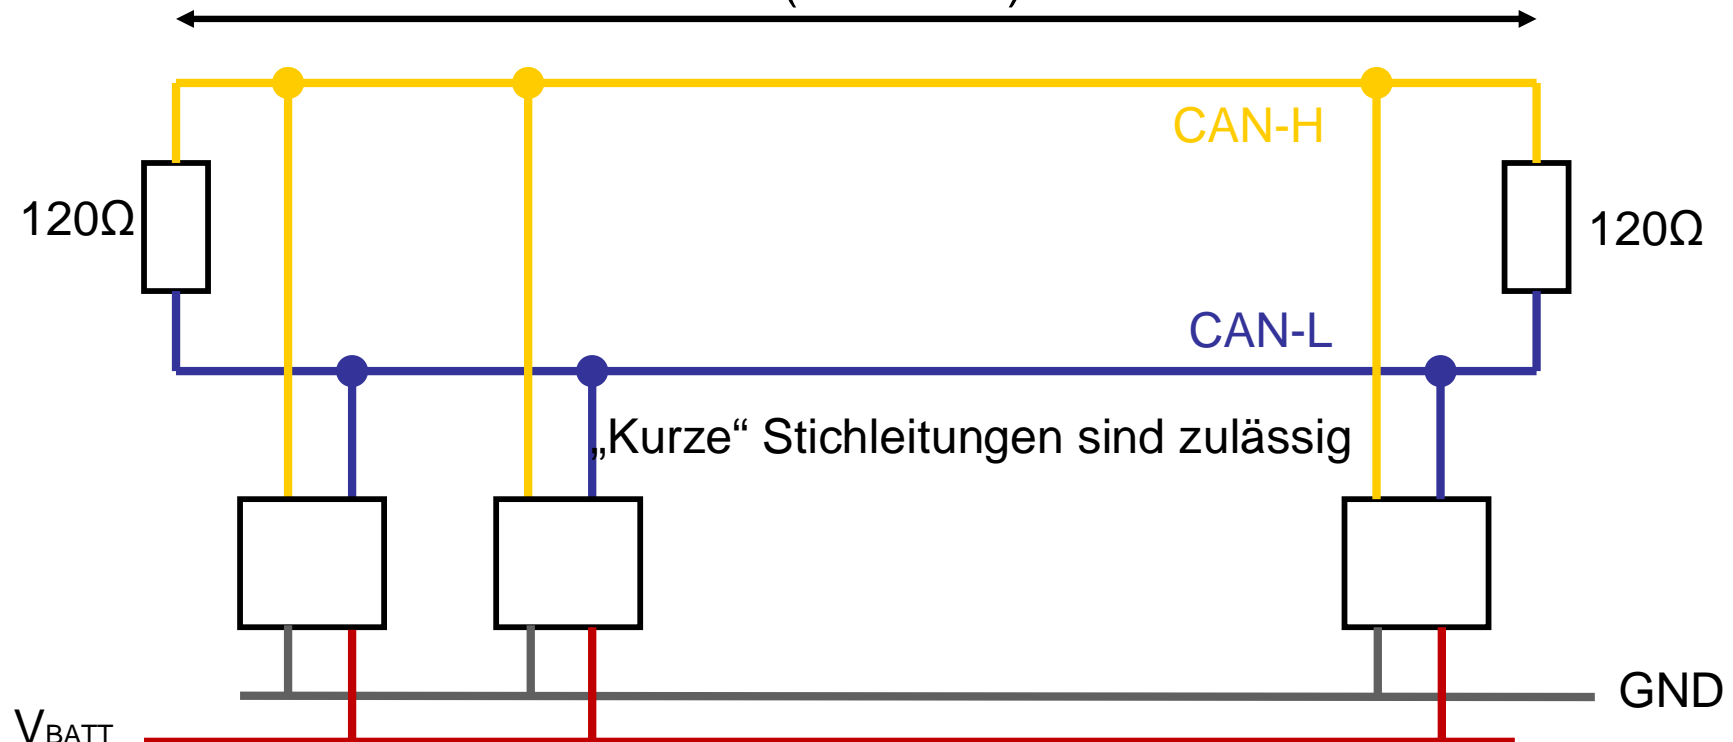 CAN-H
120Ω
120Ω
CAN-L
„Kurze“ Stichleitungen sind zulässig
GND
VBATT